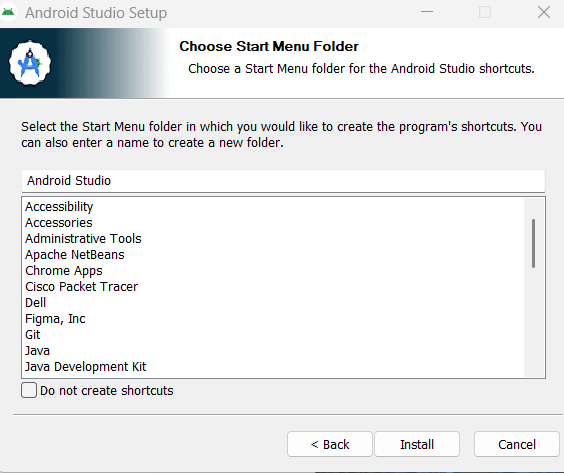 Android Studio Setup
Choose Start Menu Folder
Choose a Start Menu folder for the Android Studio shortcuts.
Select the Start Menu folder in which you would like to create the program's shortcuts. You
can also enter a name to create a new folder.
Android Studio
Accessibility
Accessories
Administrative Tools
Apache NetBeans
Chrome Apps
Cisco Packet Tracer
Dell
Figma, Inc
Git
Java
Java Development Kit
Do not create shortcuts
< Back
Install
Cancel